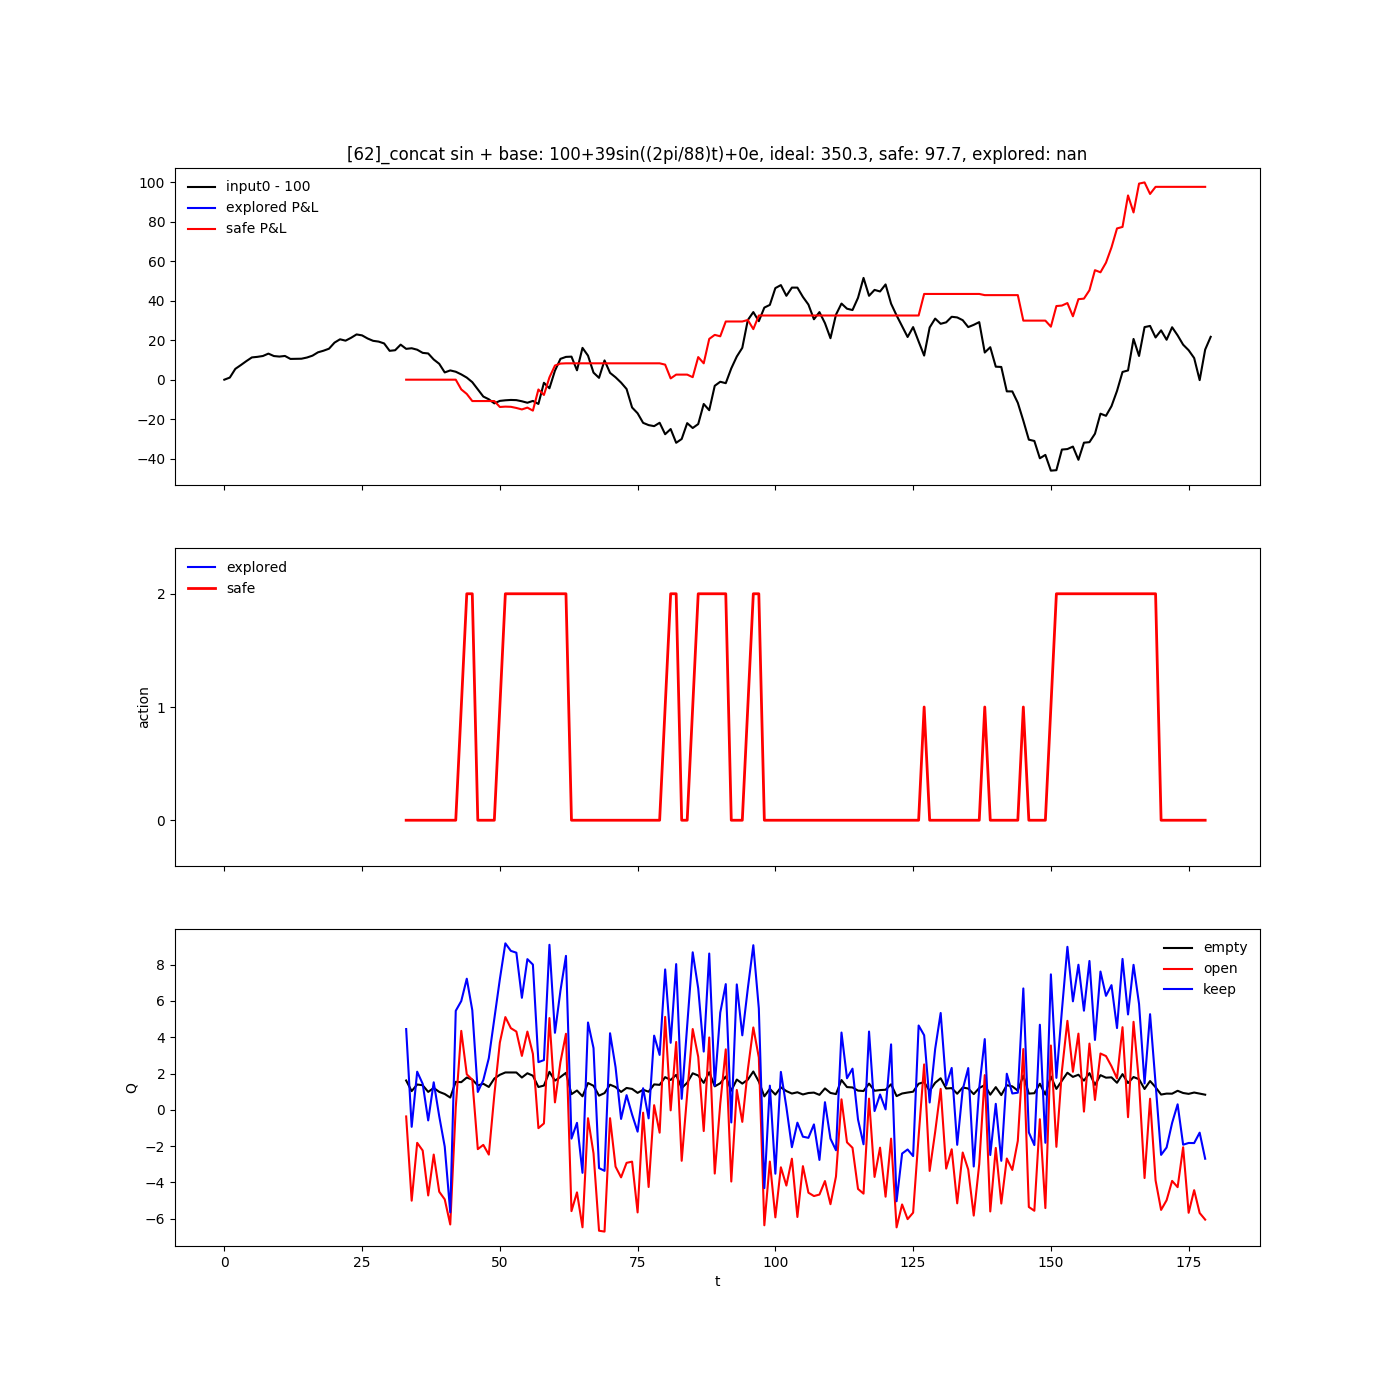 [62]_concat sin + base: 100+39sin((2pi/88)t)+0e, ideal: 350.3, safe: 97.7, explored: nan
100
80
60
40
20
0
−20
−40
input0 - 100
explored P&L
safe P&L
2
1
0
action
explored
safe
8
6
4
2
0
−2
−4
−6
Q
empty
open
keep
0
25
50
75
100
125
150
175
t